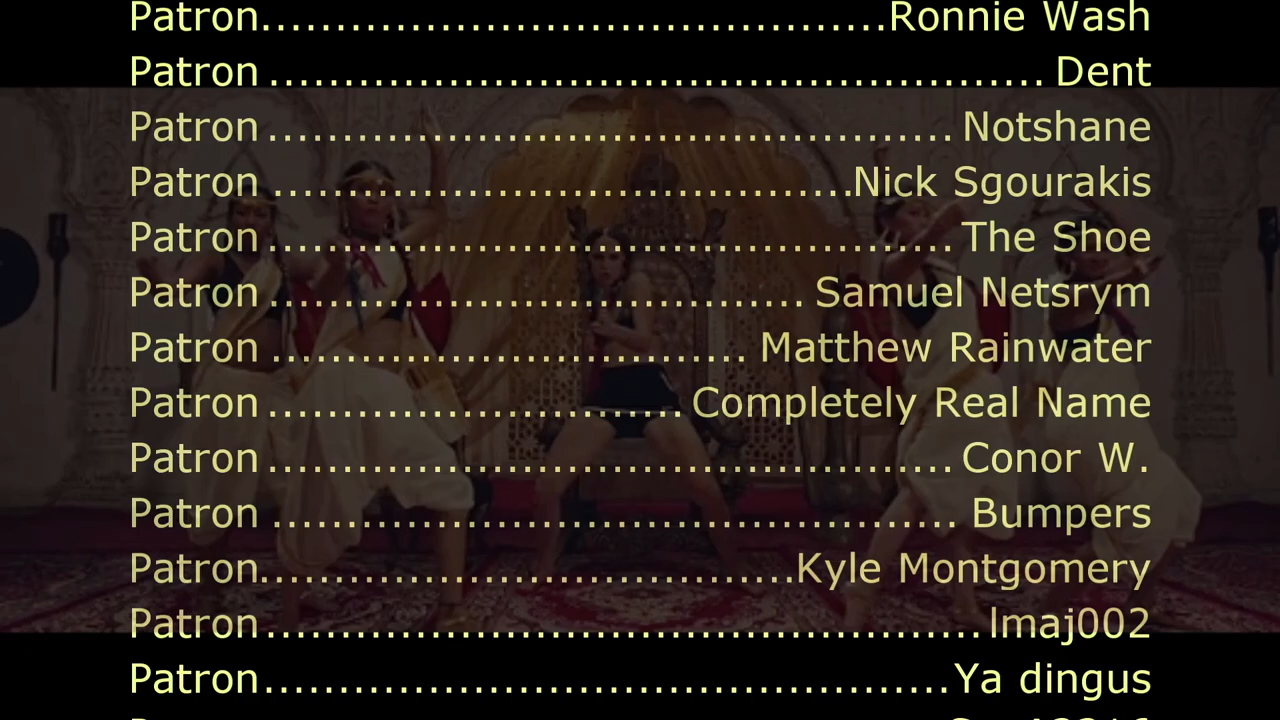 Patron..........................................Ronnie Wash
Patron.................................................... Dent
Patron.............................................. Notshane
Patron.......................................Nick Sgourakis
Patron.............................................. The Shoe
Patron.................................... Samuel Netsrym
Patron................................ Matthew Rainwater
Patron............................ Completely Real Name
Patron.............................................. Conor W.
Patron.............................................. Bumpers
Patron....................................Kyle Montgomery
Patron................................................ lmaj002
Patron..............................................Ya dingus